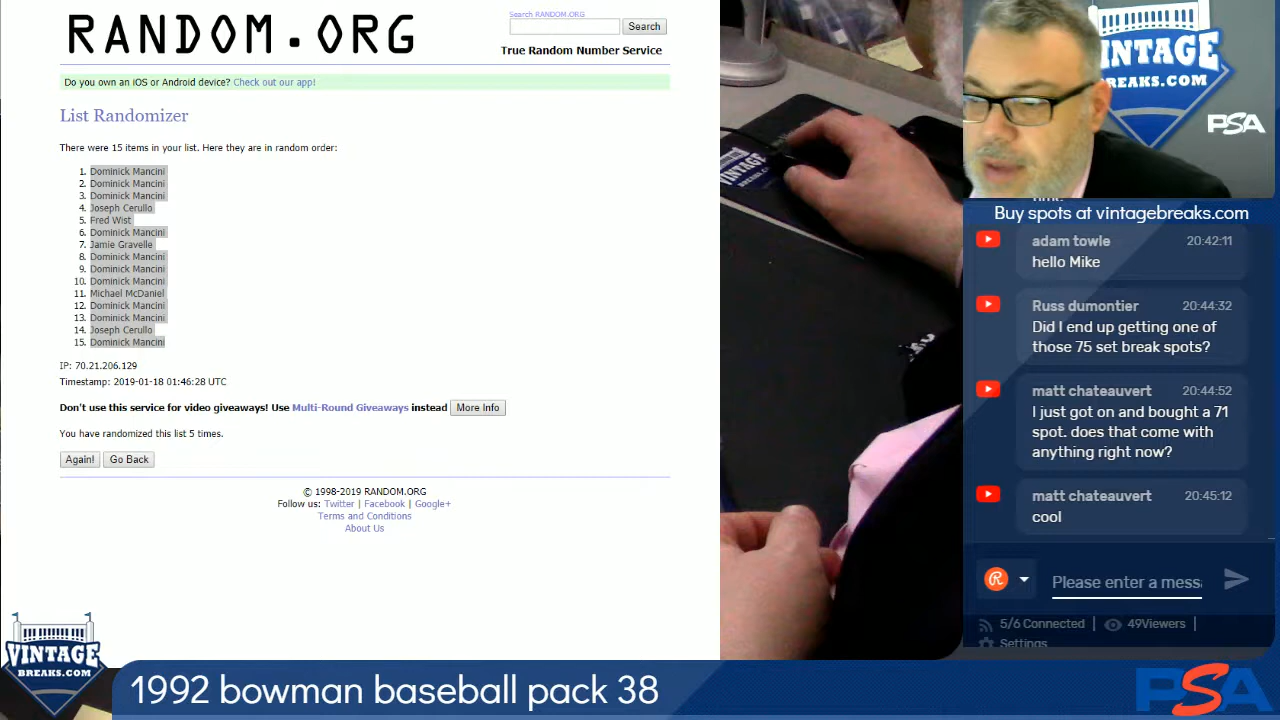 RANDOM.ORG
Search RANDOM.ORG
Search
True Random Number Service
Do you own an iOS or Android device? Check out our app!
List Randomizer
There were 15 items in your list. Here they are in random order:
1. Dominick Mancini
2. Dominick Mancini
3. Dominick Mancini
4. Joseph Cerullo
5. Fred Wist
6. Dominick Mancini
7. Jamie Gravelle
8. Dominick Mancini
9. Dominick Mancini
10. Dominick Mancini
11. Michael McDaniel
12. Dominick Mancini
13. Dominick Mancini
14. Joseph Cerullo
15. Dominick Mancini
IP: 70.21.206.129
Timestamp: 2019-01-18 01:46:28 UTC
Don't use this service for video giveaways! Use Multi-Round Giveaways instead More Info
You have randomized this list 5 times.
Again! Go Back
© 1998-2019 RANDOM.ORG
Follow us: Twitter | Facebook | Google+
Terms and Conditions
About Us
VINTAGE
BREAKS.COM
1992 bowman baseball pack 38
PSA
VINTAGE
VINTAGE
BREAKS.COM
PSA
Buy spots at vintagebreaks.com
adam towle 20:42:11
hello Mike
Russ dumontier 20:44:32
Did I end up getting one of
those 75 set break spots?
matt chateauvert 20:44:52
I just got on and bought a 71
spot. does that come with
anything right now?
matt chateauvert 20:45:12
cool
Please enter a messa
5/6 Connected | 49Viewers |
Settings